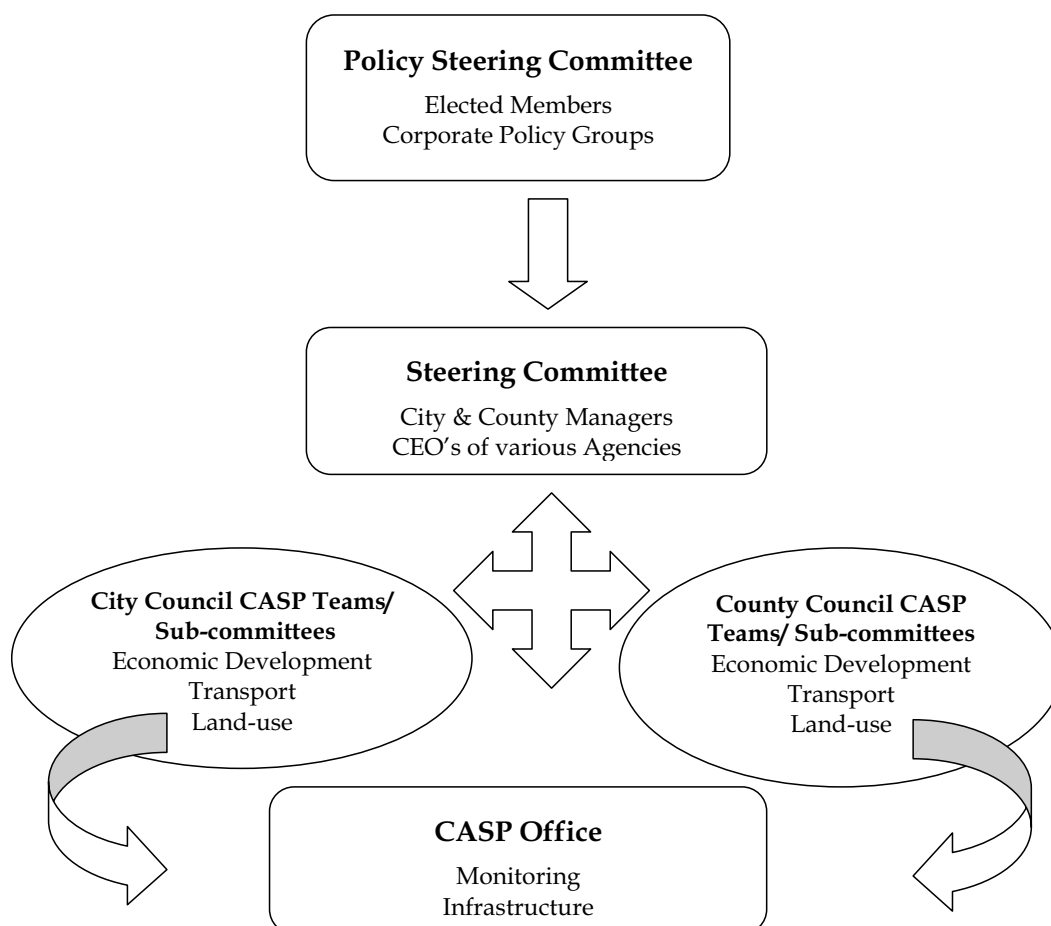 Policy Steering Committee
Elected Members
Corporate Policy Groups
Steering Committee
City & County Managers
CEO’s of various Agencies
City Council CASP Teams/
Sub-committees
Economic Development
Transport
Land-use
County Council CASP
Teams/ Sub-committees
Economic Development
Transport
Land-use
CASP Office
Monitoring
Infrastructure